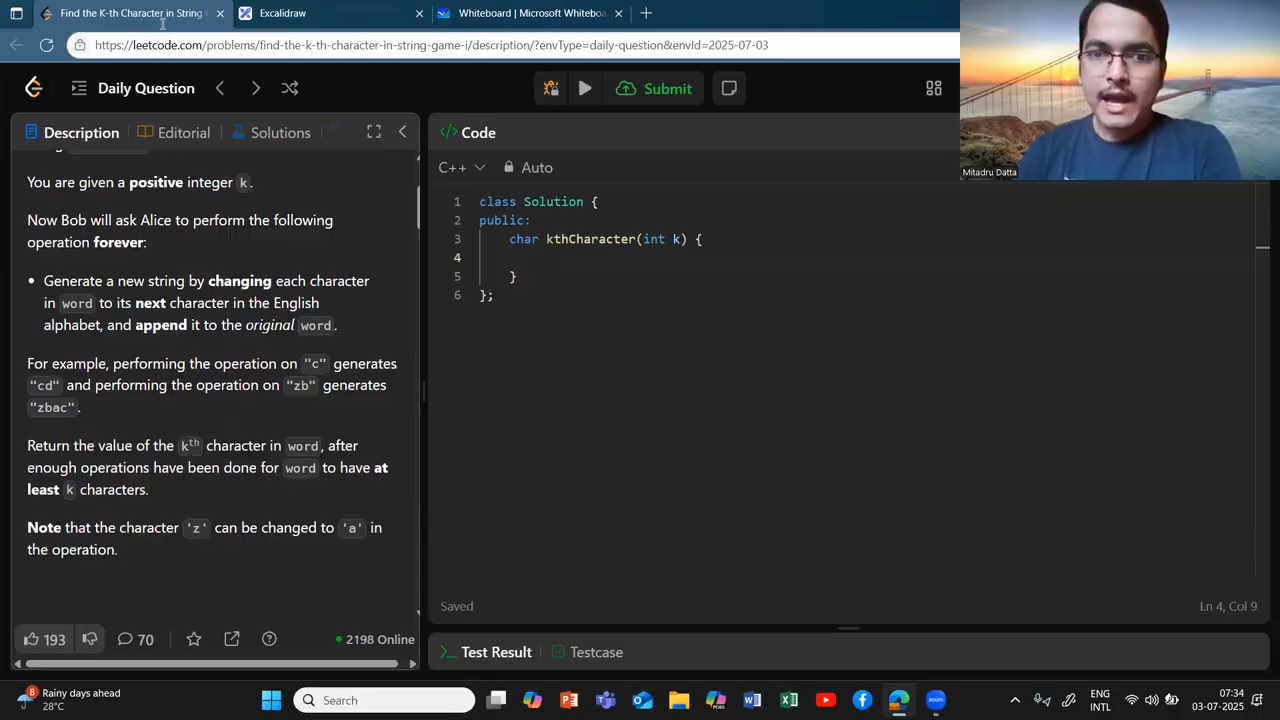 Find the K-th Character in String
Excalidraw
Whiteboard | Microsoft Whiteboa
https://leetcode.com/problems/find-the-k-th-character-in-string-game-i/description/?envType=daily-question&envId=2025-07-03
Daily Question
Submit
Description
Editorial
Solutions
</> Code
C++
Auto
You are given a positive integer k.
Now Bob will ask Alice to perform the following
operation forever:
• Generate a new string by changing each character
in word to its next character in the English
alphabet, and append it to the original word.
For example, performing the operation on "c" generates
"cd" and performing the operation on "zb" generates
"zbac".
Return the value of the kth character in word, after
enough operations have been done for word to have at
least k characters.
Note that the character 'z' can be changed to 'a' in
the operation.
1 class Solution {
2 public:
3 char kthCharacter(int k) {
4
5 }
6 };
Saved
Ln 4, Col 9
193
70
2198 Online
Test Result
Testcase
Mitadru Datta
8
Rainy days ahead
28°C
Search
POSS
zoom
ENG
INTL
07:34
03-07-2025